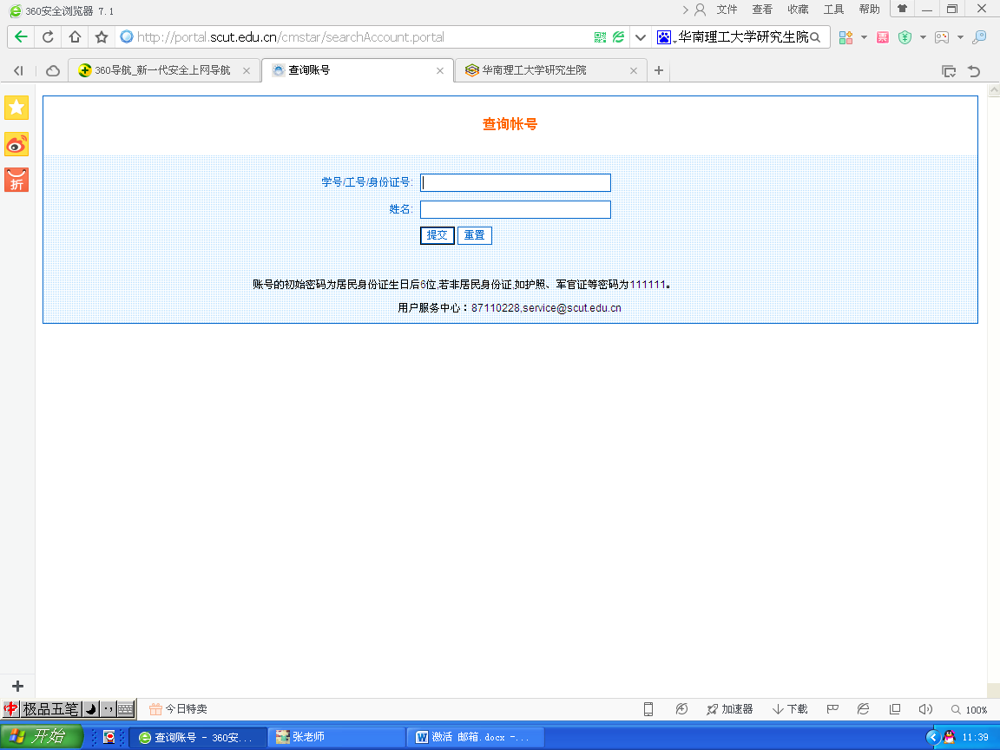 360安全浏览器 7.1
文件 查看 收藏 工具 帮助
http://portal.scut.edu.cn/cmstar/searchAccount.portal
华南理工大学研究生院
360导航_新一代安全上网导航
查询账号
华南理工大学研究生院
折
查询帐号
学号/工号/身份证号:
姓名:
提交 重置
账号的初始密码为居民身份证生日后6位,若非居民身份证,如护照、军官证等密码为111111。
用户服务中心：87110228,service@scut.edu.cn
中 极品五笔
今日特卖
加速器 下载 100%
开始
查询账号 - 360安...
张老师
激活 邮箱.docx -...
11:39